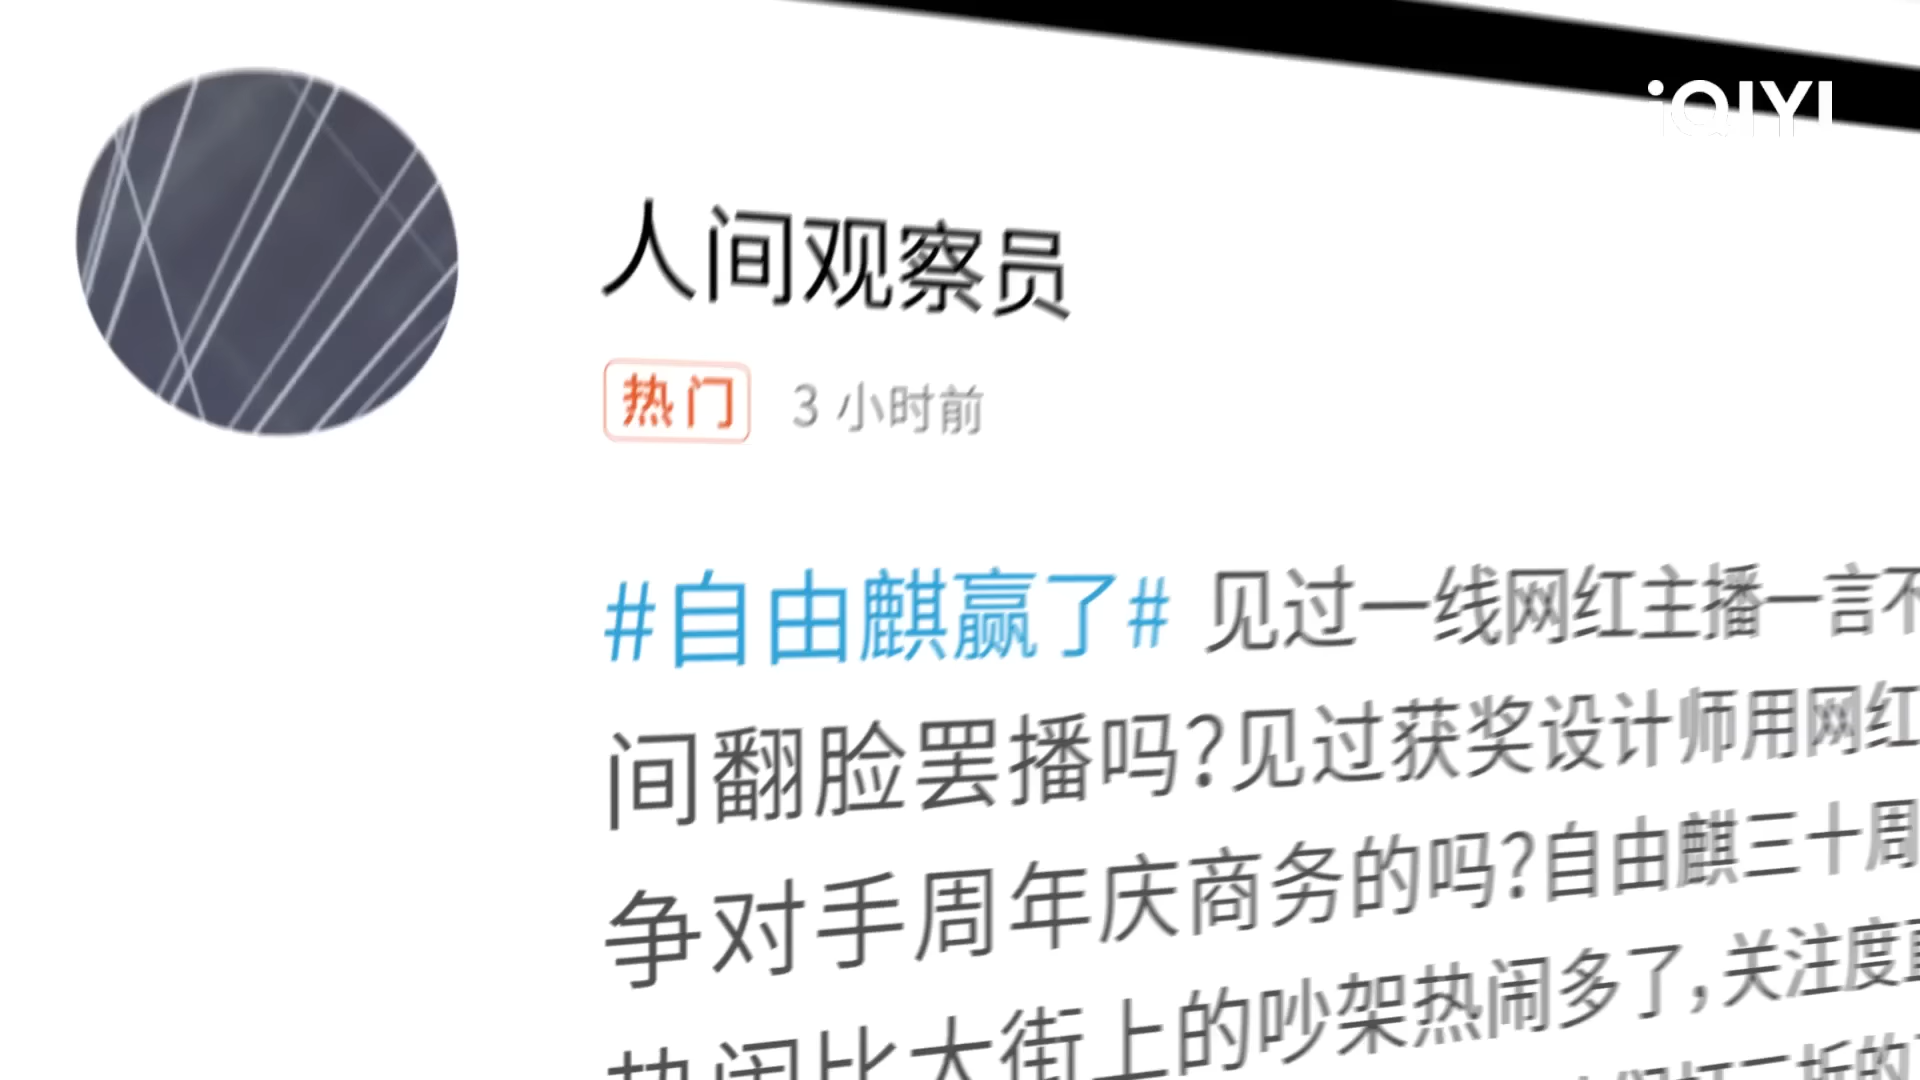 iQIYI
人间观察员
热门 3 小时前
#自由麒赢了# 见过一线网红主播一言不
间翻脸罢播吗?见过获奖设计师用网红
争对手周年庆商务的吗?自由麒三十周
热闹比大街上的吵架热闹多了,关注度
二折的